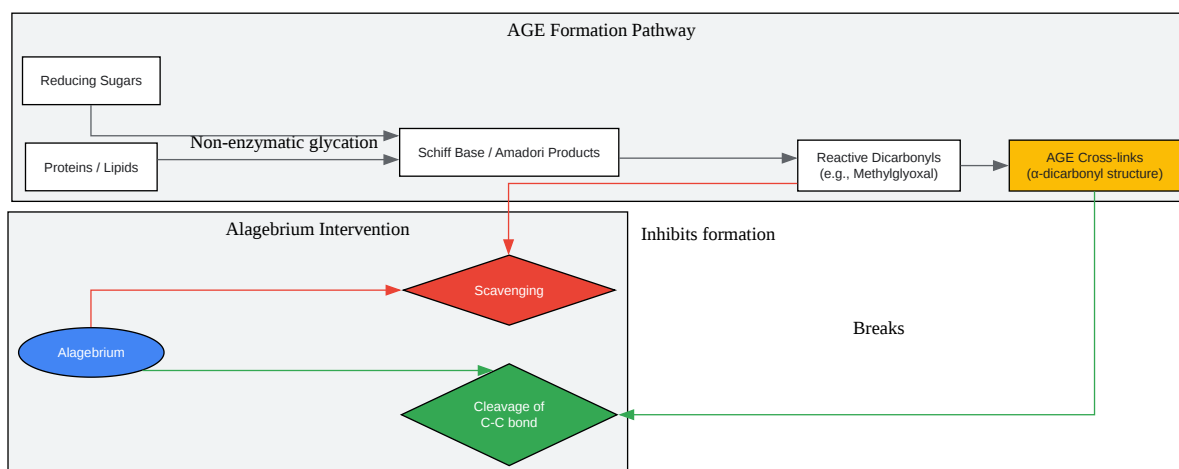 AGE Formation Pathway
Reducing Sugars
Non-enzymatic glycation
Proteins / Lipids
Schiff Base / Amadori Products
Reactive Dicarbonyls
(e.g., Methylglyoxal)
AGE Cross-links
(α-dicarbonyl structure)
Alagebrium Intervention
Inhibits formation
Scavenging
Breaks
Alagebrium
Cleavage of
C-C bond